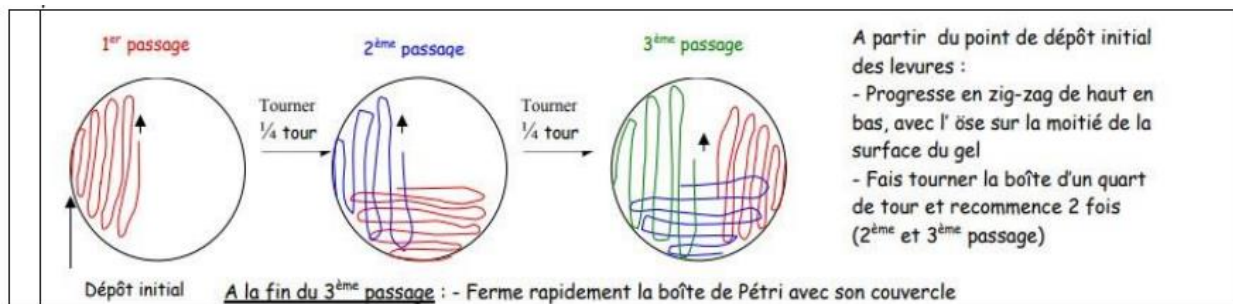 1er passage
2ème passage
3ème passage
Tourner
¼ tour
Tourner
¼ tour
Dépôt initial
A partir du point de dépôt initial
des levures :
- Progresse en zig-zag de haut en
bas, avec l' öse sur la moitié de la
surface du gel
- Fais tourner la boîte d'un quart
de tour et recommence 2 fois
(2ème et 3ème passage)
A la fin du 3ème passage : - Ferme rapidement la boîte de Pétri avec son couvercle